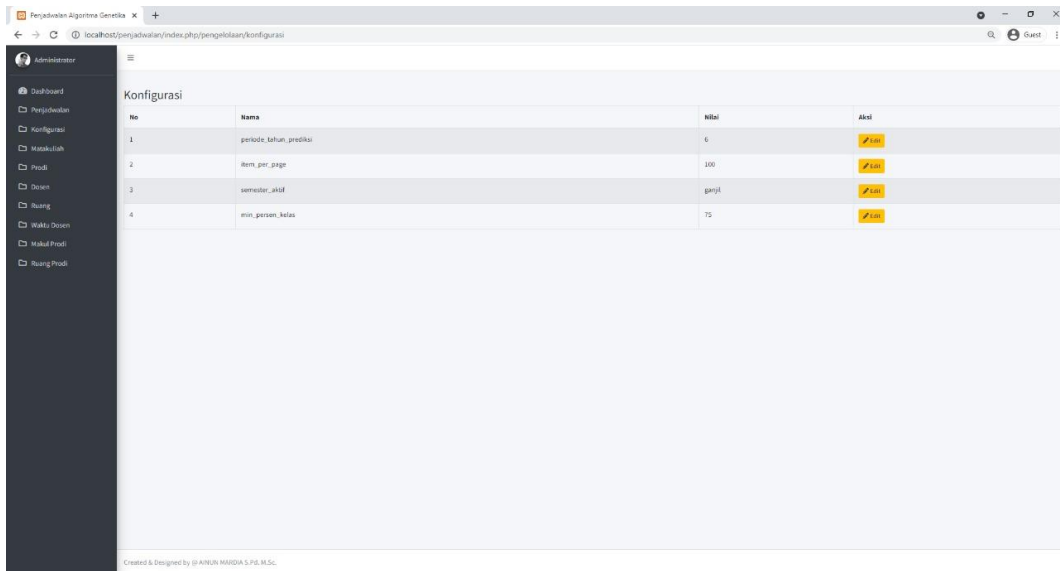 Penjadwalan Algoritma Genetika
localhost/penjadwalan/index.php/pengelolaan/konfigurasi
Guest
Administrator
Dashboard
Penjadwalan
Konfigurasi
Matakuliah
Prodi
Dosen
Ruang
Waktu Dosen
Makul Prodi
Ruang Prodi
Konfigurasi
No Nama Nilai Aksi
1 periode_tahun_prediksi 6 Edit
2 item_per_page 100 Edit
3 semester_aktif ganjil Edit
4 min_persen_kelas 75 Edit
Created & Designed by @ AINUN MARDIA S.Pd. M.Sc.